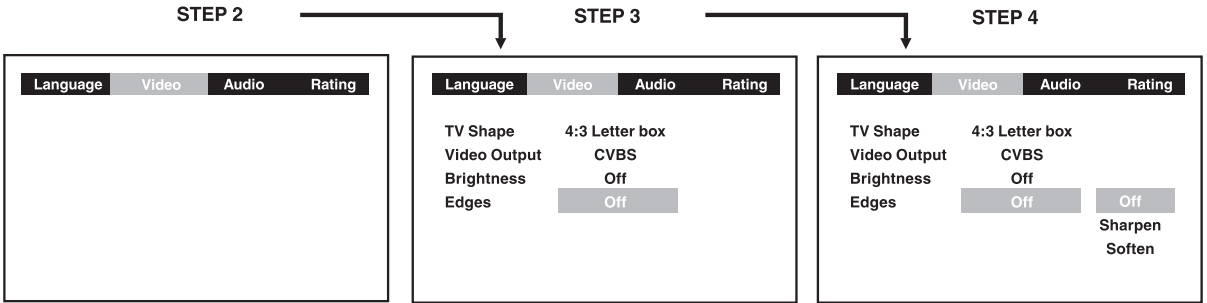 STEP 2
STEP 3
STEP 4
Language Video Audio Rating
Language Video Audio Rating
TV Shape 4:3 Letter box
Video Output CVBS
Brightness Off
Edges Off
Language Video Audio Rating
TV Shape 4:3 Letter box
Video Output CVBS
Brightness Off
Edges Off Off
Sharpen
Soften